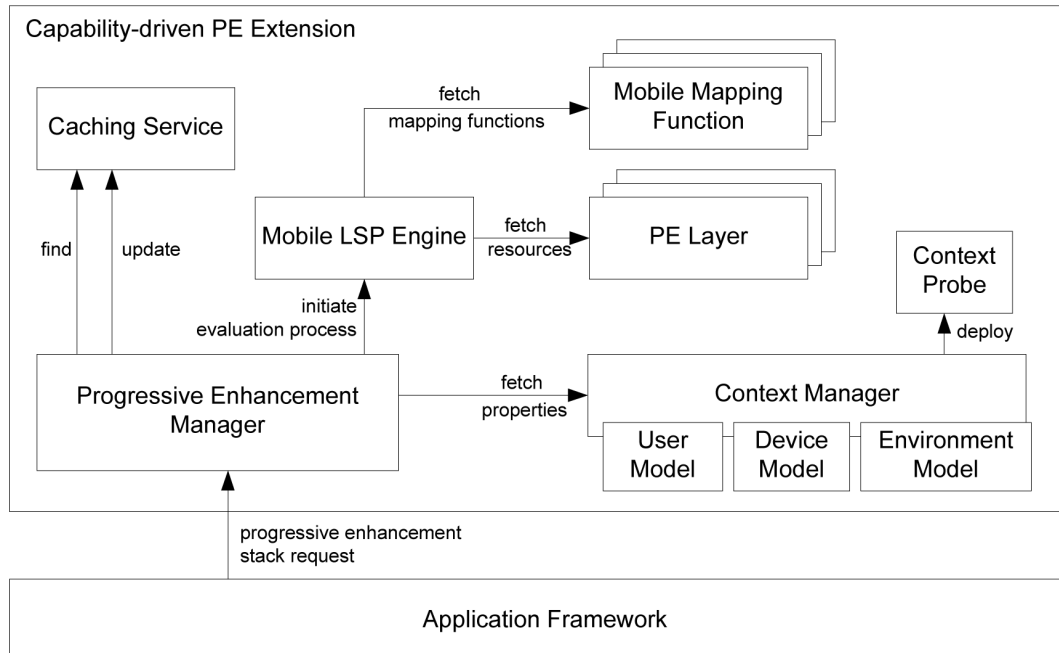 Capability-driven PE Extension
Caching Service
fetch
mapping functions
Mobile Mapping
Function
find
update
Mobile LSP Engine
fetch
resources
PE Layer
Context
Probe
initiate
evaluation process
deploy
Progressive Enhancement
Manager
fetch
properties
Context Manager
User
Model
Device
Model
Environment
Model
progressive enhancement
stack request
Application Framework